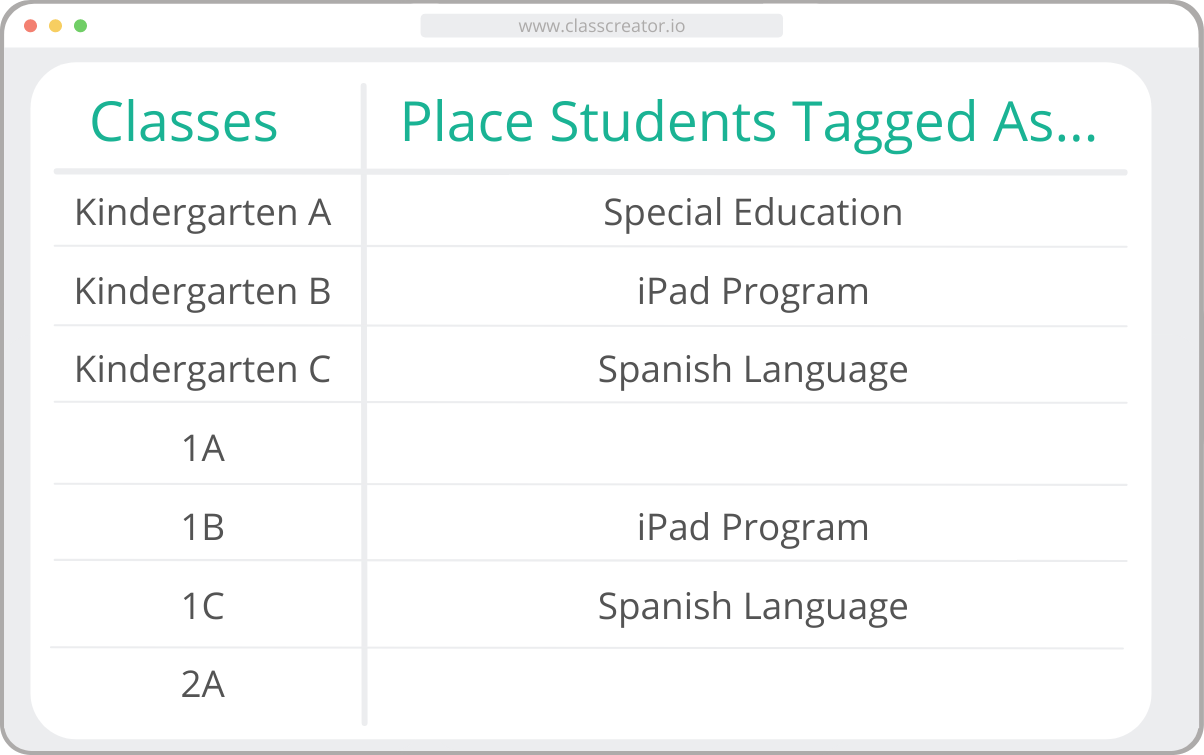 www.classcreator.io
Classes Place Students Tagged As...
Kindergarten A Special Education
Kindergarten B iPad Program
Kindergarten C Spanish Language
1A
1B iPad Program
1C Spanish Language
2A